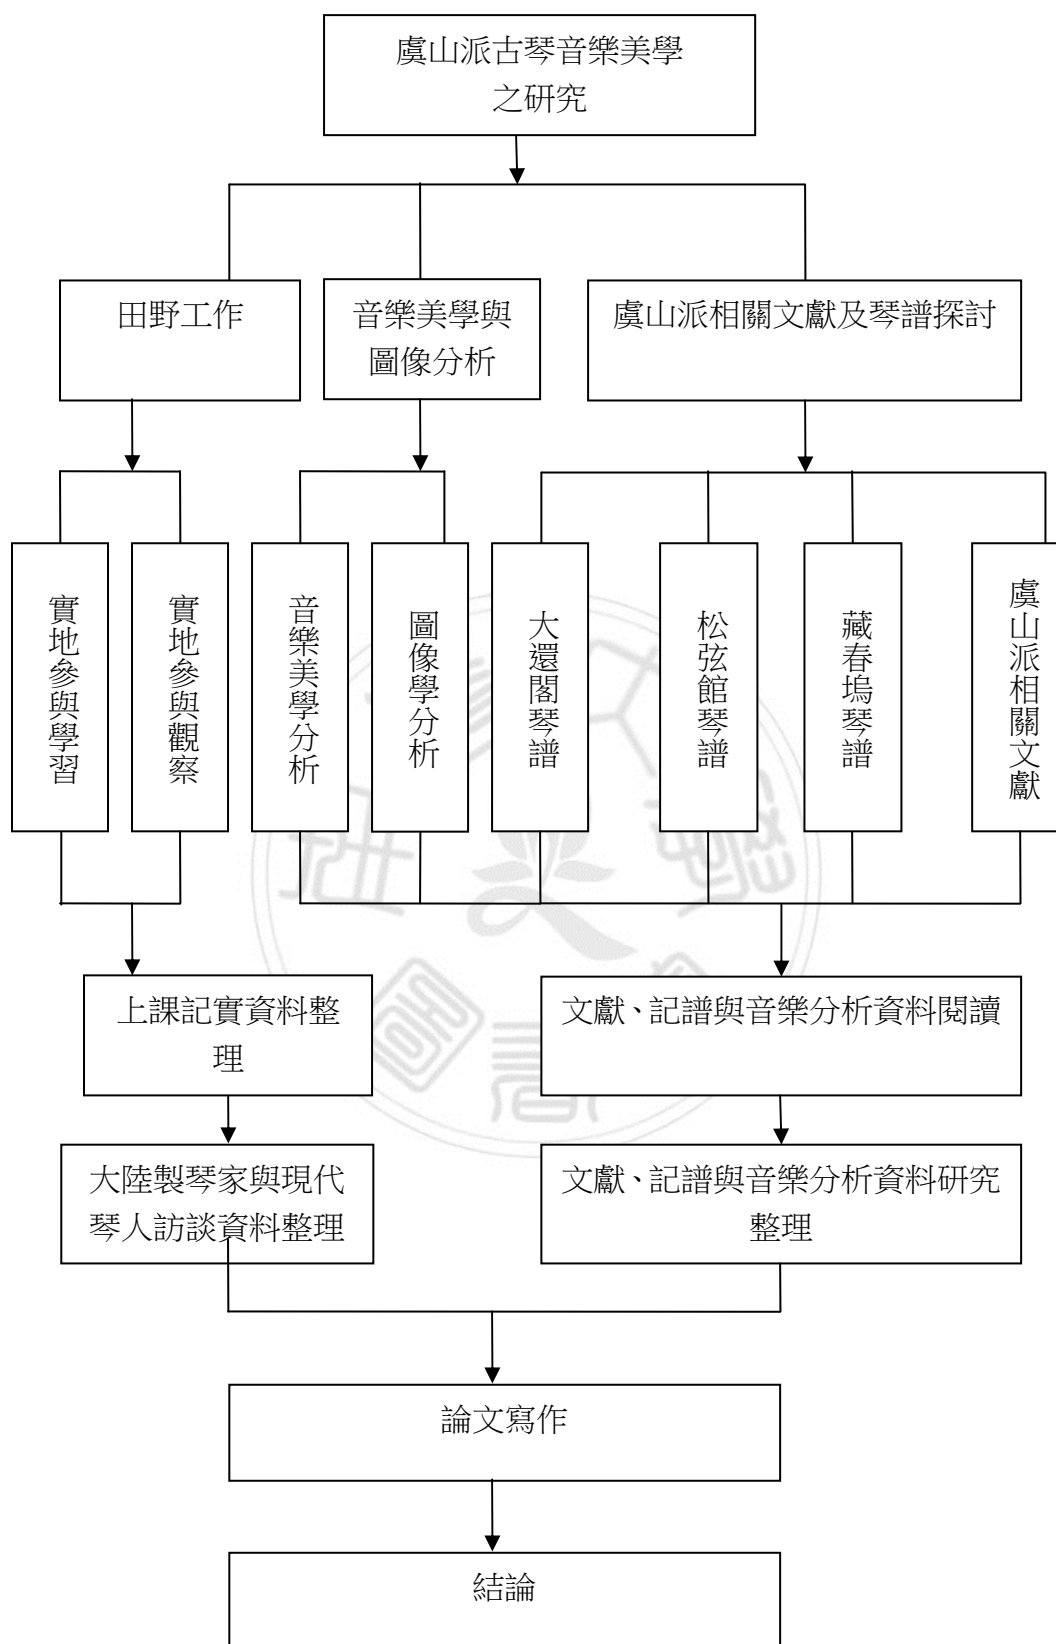 虞山派古琴音樂美學
之研究
田野工作
音樂美學與
圖像分析
虞山派相關文獻及琴譜探討
實地參與學習
實地參與觀察
音樂美學分析
圖像學分析
大還閣琴譜
松弦館琴譜
藏春塢琴譜
虞山派相關文獻
上課記實資料整
理
文獻、記譜與音樂分析資料閱讀
大陸製琴家與現代
琴人訪談資料整理
文獻、記譜與音樂分析資料研究
整理
論文寫作
結論